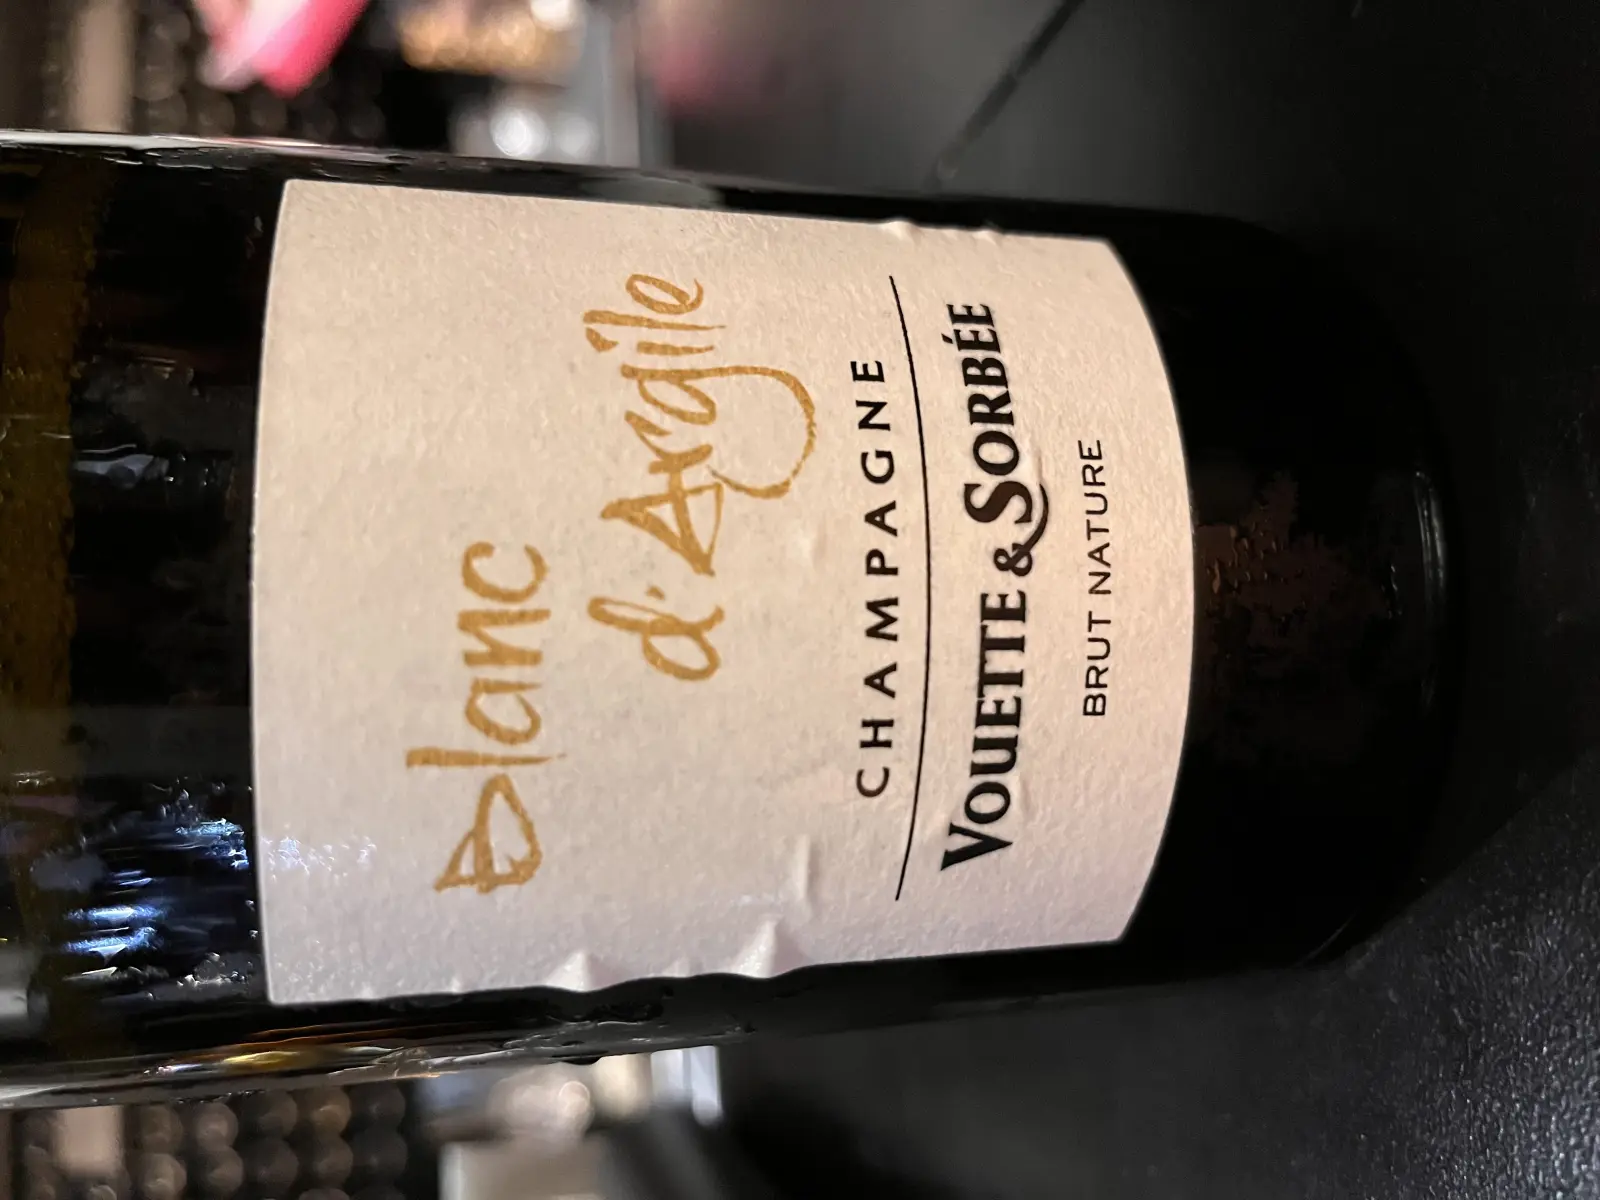 Blanc
d'Argile
CHAMPAGNE
VOUETTE & SORBÉE
BRUT NATURE